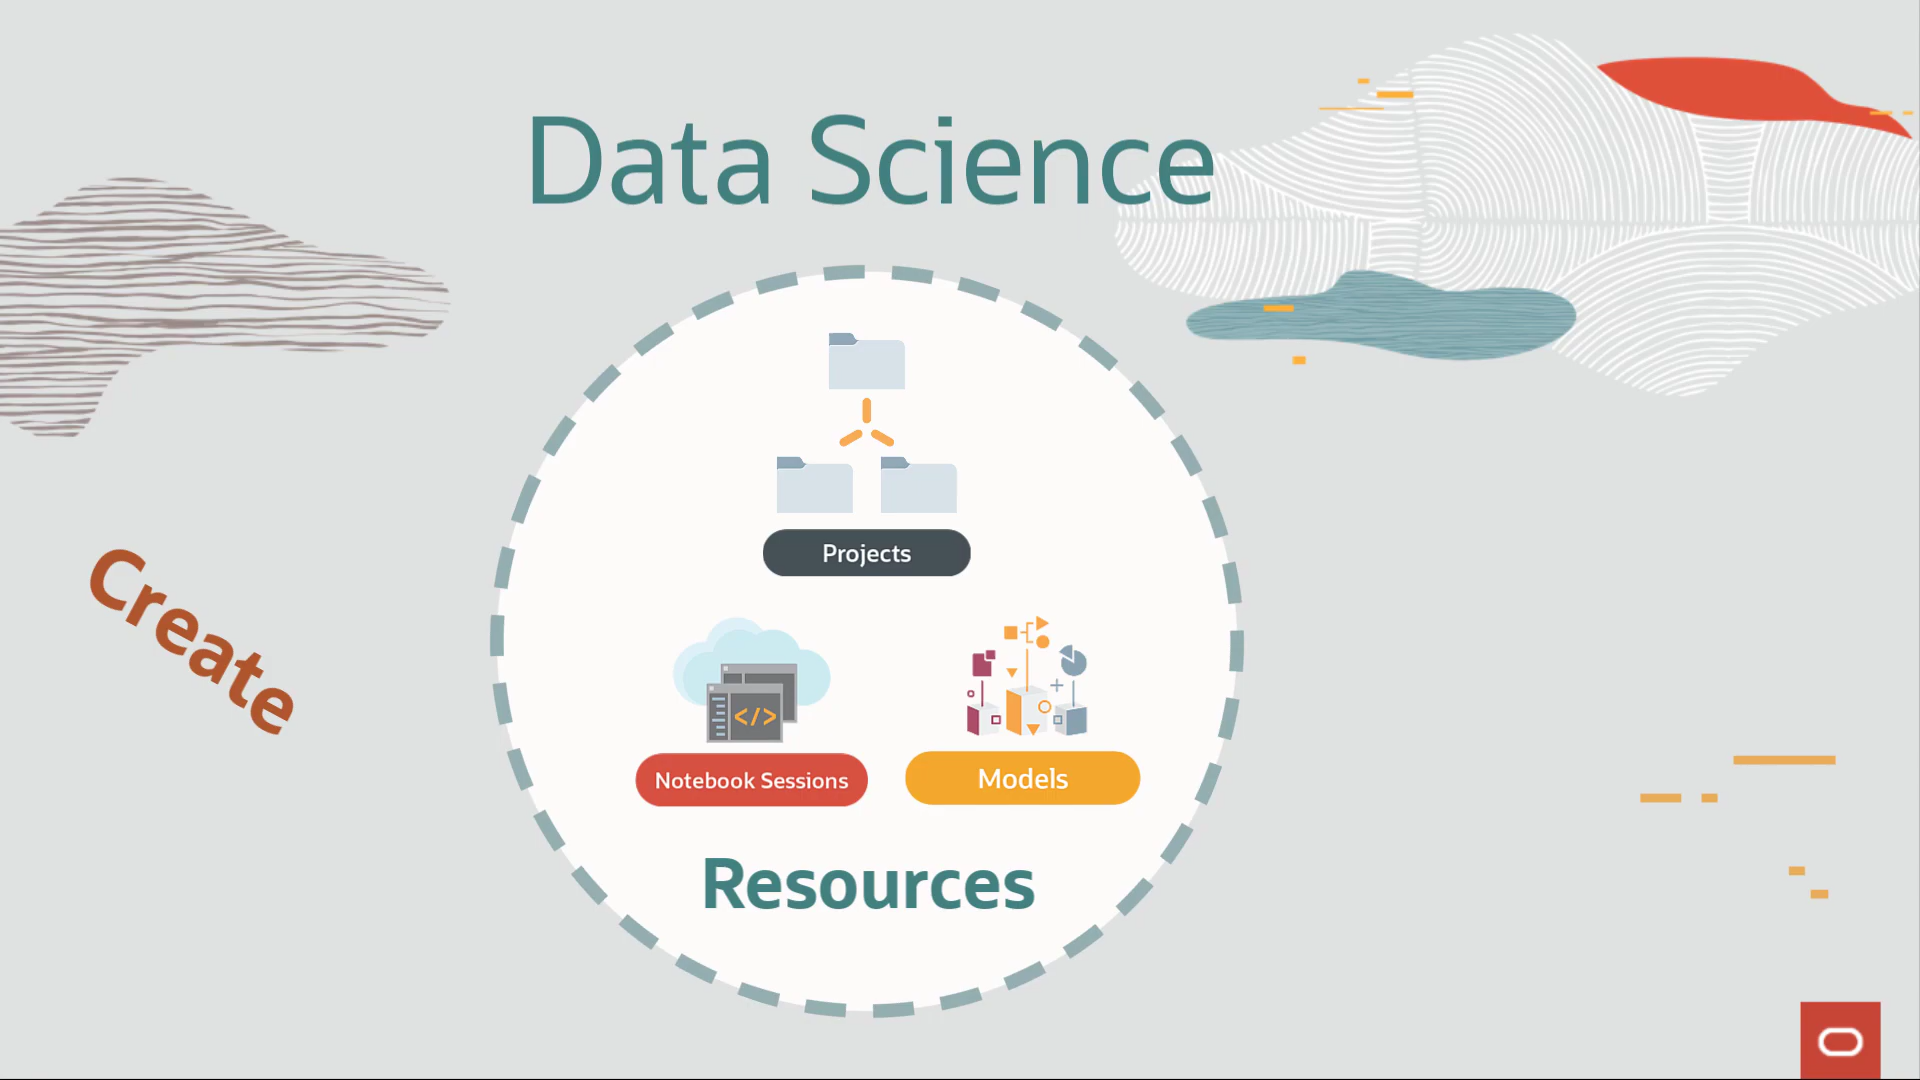 Data Science
Projects
Create
</>
Notebook Sessions
Models
Resources